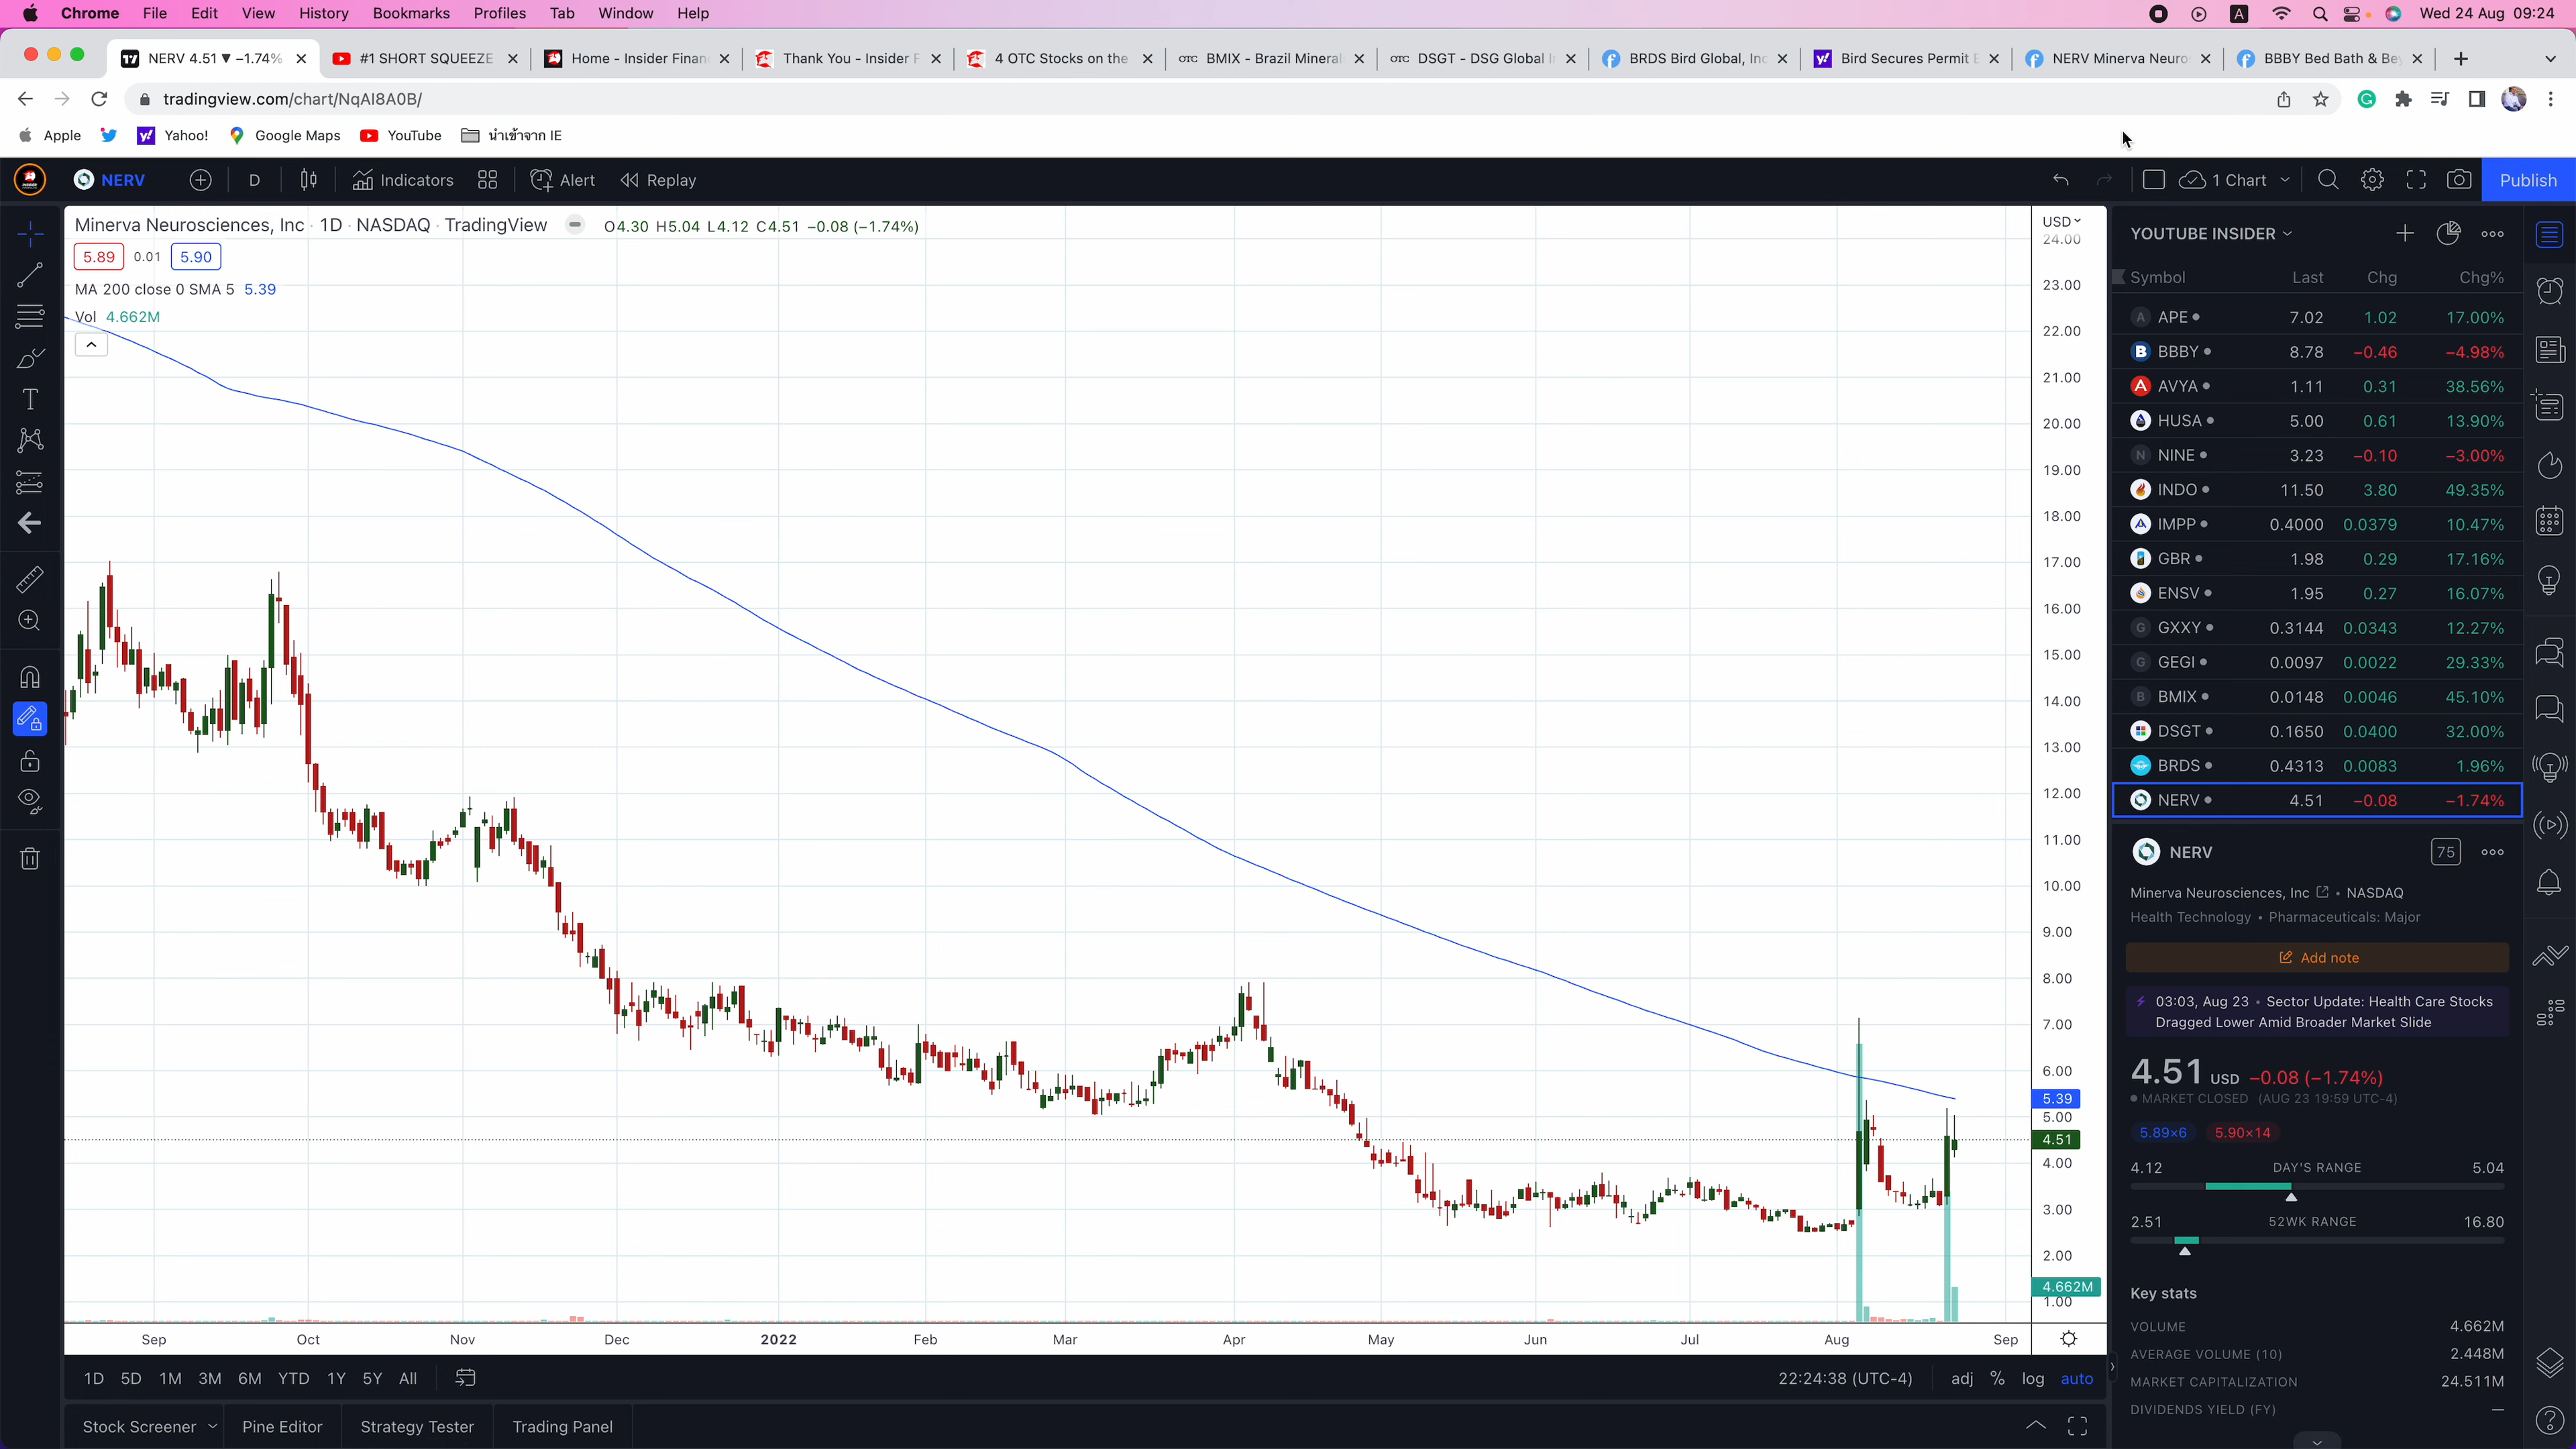 Chrome File Edit View History Bookmarks Profiles Tab Window Help
A Wed 24 Aug 09:24
NERV 4.51 ▼ −1.74%
#1 SHORT SQUEEZE
Home - Insider Finan
Thank You - Insider F
4 OTC Stocks on the
OTC BMIX - Brazil Mineral
OTC DSGT - DSG Global I
BRDS Bird Global, Inc
Bird Secures Permit E
NERV Minerva Neuro
BBBY Bed Bath & Be
tradingview.com/chart/NqAI8A0B/
Apple Yahoo! Google Maps YouTube นำเข้าจาก IE
NERV D Indicators Alert Replay 1 Chart Publish
Minerva Neurosciences, Inc · 1D · NASDAQ · TradingView O4.30 H5.04 L4.12 C4.51 −0.08 (−1.74%)
5.89 0.01 5.90
MA 200 close 0 SMA 5 5.39
Vol 4.662M
USD
24.00
23.00
22.00
21.00
20.00
19.00
18.00
17.00
16.00
15.00
14.00
13.00
12.00
11.00
10.00
9.00
8.00
7.00
6.00
5.39
5.00
4.51
4.00
3.00
2.00
4.662M
1.00
Sep Oct Nov Dec 2022 Feb Mar Apr May Jun Jul Aug Sep
1D 5D 1M 3M 6M YTD 1Y 5Y All 22:24:38 (UTC-4) adj % log auto
Stock Screener Pine Editor Strategy Tester Trading Panel
YOUTUBE INSIDER
Symbol Last Chg Chg%
A APE 7.02 1.02 17.00%
B BBBY 8.78 −0.46 −4.98%
AVYA 1.11 0.31 38.56%
HUSA 5.00 0.61 13.90%
N NINE 3.23 −0.10 −3.00%
INDO 11.50 3.80 49.35%
IMPP 0.4000 0.0379 10.47%
GBR 1.98 0.29 17.16%
ENSV 1.95 0.27 16.07%
G GXXY 0.3144 0.0343 12.27%
G GEGI 0.0097 0.0022 29.33%
B BMIX 0.0148 0.0046 45.10%
DSGT 0.1650 0.0400 32.00%
BRDS 0.4313 0.0083 1.96%
NERV 4.51 −0.08 −1.74%
NERV 75
Minerva Neurosciences, Inc • NASDAQ
Health Technology • Pharmaceuticals: Major
Add note
03:03, Aug 23 • Sector Update: Health Care Stocks
Dragged Lower Amid Broader Market Slide
4.51 USD −0.08 (−1.74%)
MARKET CLOSED (AUG 23 19:59 UTC-4)
5.89×6 5.90×14
4.12 DAY'S RANGE 5.04
2.51 52WK RANGE 16.80
Key stats
VOLUME 4.662M
AVERAGE VOLUME (10) 2.448M
MARKET CAPITALIZATION 24.511M
DIVIDENDS YIELD (FY) —